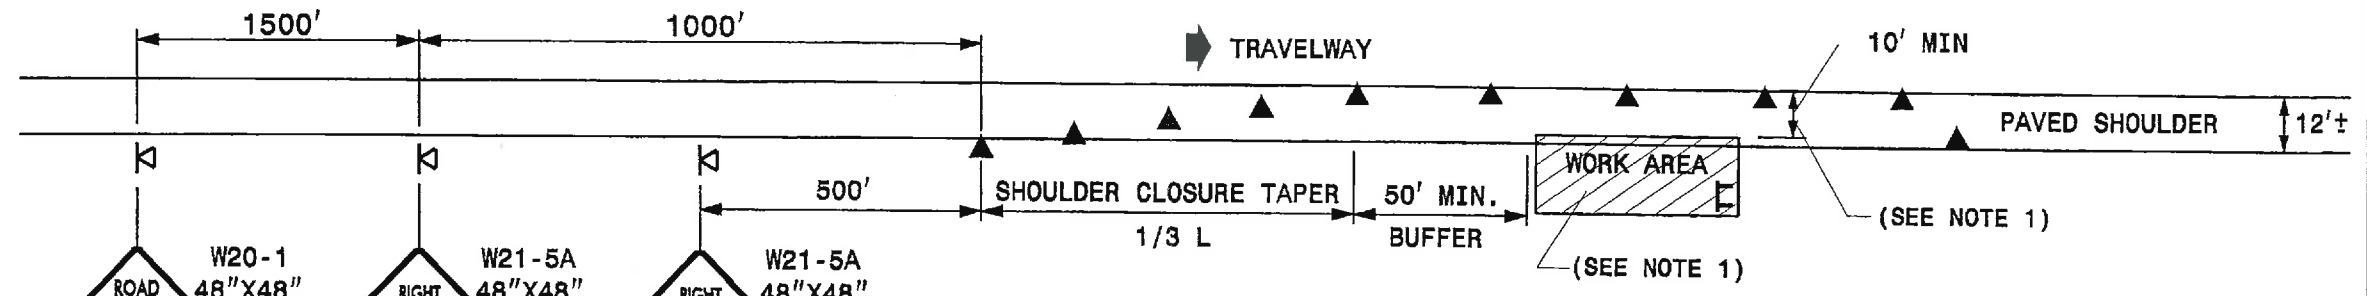 1500'
1000'
TRAVELWAY
10' MIN
PAVED SHOULDER
12'±
WORK AREA
500'
SHOULDER CLOSURE TAPER
1/3 L
50' MIN.
BUFFER
(SEE NOTE 1)
(SEE NOTE 1)
W20-1
48"X48"
ROAD
W21-5A
48"X48"
RIGHT
W21-5A
48"X48"
RIGHT